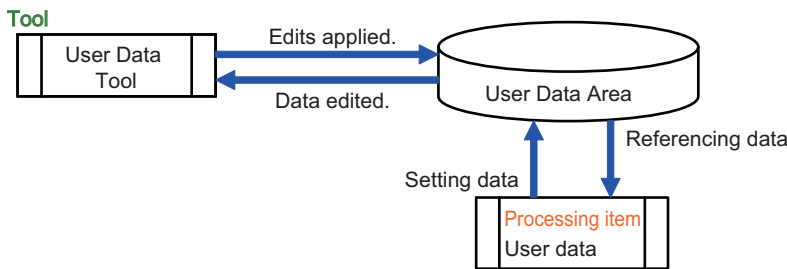 Tool
User Data
Tool
Edits applied.
Data edited.
User Data Area
Setting data
Referencing data
Processing item
User data